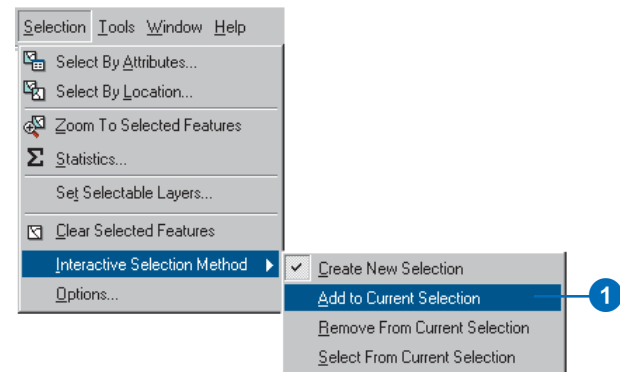 Selection Tools Window Help
Select By Attributes...
Select By Location...
Zoom To Selected Features
Σ Statistics...
Set Selectable Layers...
Clear Selected Features
Interactive Selection Method
Options...
Create New Selection
Add to Current Selection
1
Remove From Current Selection
Select From Current Selection